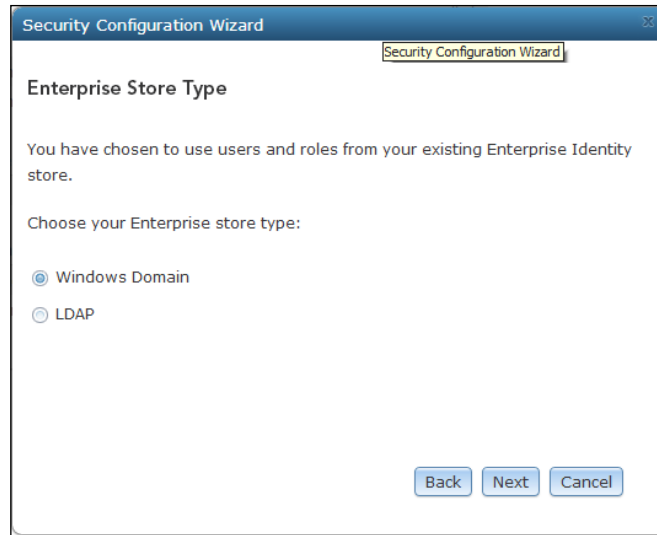 Security Configuration Wizard
Security Configuration Wizard
Enterprise Store Type
You have chosen to use users and roles from your existing Enterprise Identity
store.
Choose your Enterprise store type:
Windows Domain
LDAP
Back Next Cancel